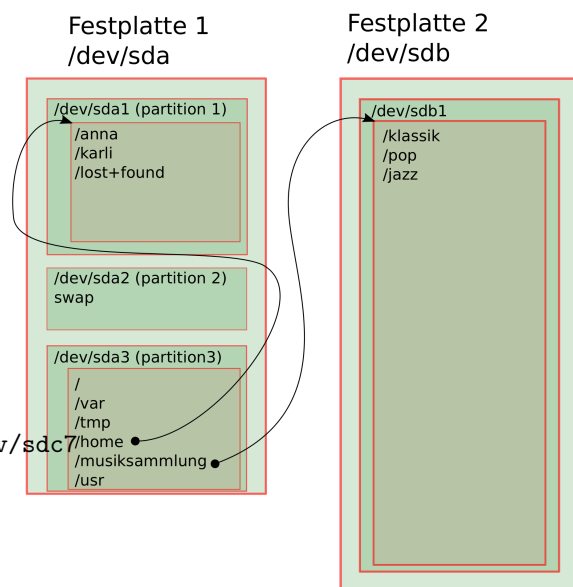 Festplatte 1
/dev/sda
/dev/sda1 (partition 1)
/anna
/karli
/lost+found
/dev/sda2 (partition 2)
swap
/dev/sda3 (partition3)
/
/var
/tmp
/home
/musiksammlung
/usr
v/sdc7
Festplatte 2
/dev/sdb
/dev/sdb1
/klassik
/pop
/jazz